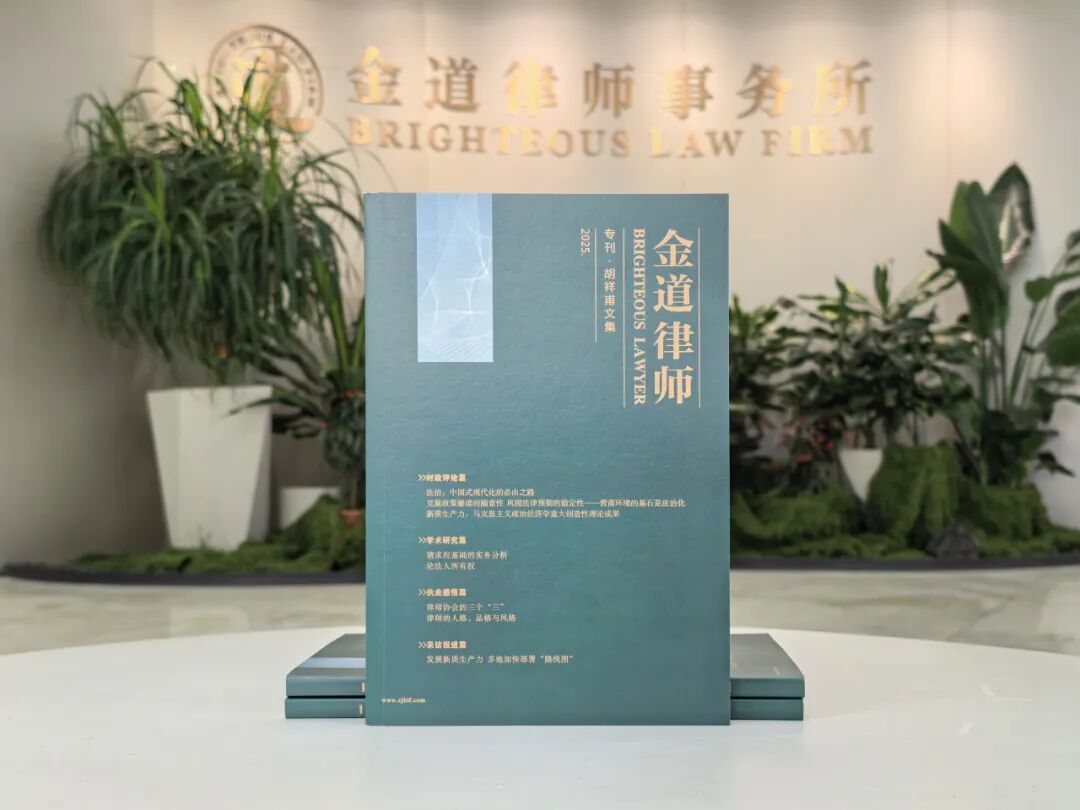 金道律师事务所
BRIGHTEOUS LAW FIRM
金道律师
BRIGHTEOUS LAWYER
专刊·胡祥甫文集
2025.
>>时政评论篇
法治：中国式现代化的必由之路
克服政策解读的随意性 巩固法律预期的稳定性——营商环境的基石是法治化
新质生产力：马克思主义政治经济学重大创造性理论成果
>>学术研究篇
请求权基础的实务分析
论法人所有权
>>执业感悟篇
律师协会的三个“三”
律师的人格、品格与风格
>>采访报道篇
发展新质生产力 多地加快部署“路线图”
www.zjblf.com